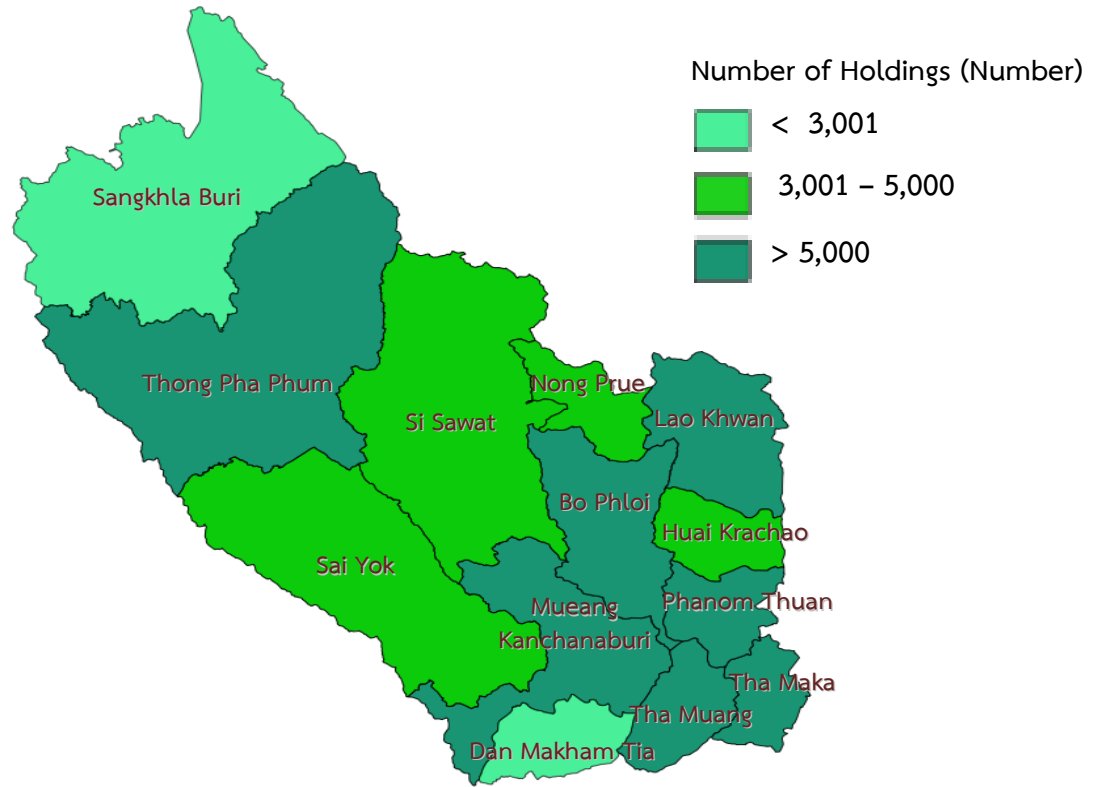 Number of Holdings (Number)
< 3,001
3,001 – 5,000
> 5,000
Sangkhla Buri
Thong Pha Phum
Nong Prue
Si Sawat
Lao Khwan
Bo Phloi
Huai Krachao
Sai Yok
Mueang
Kanchanaburi
Phanom Thuan
Tha Maka
Tha Muang
Dan Makham Tia